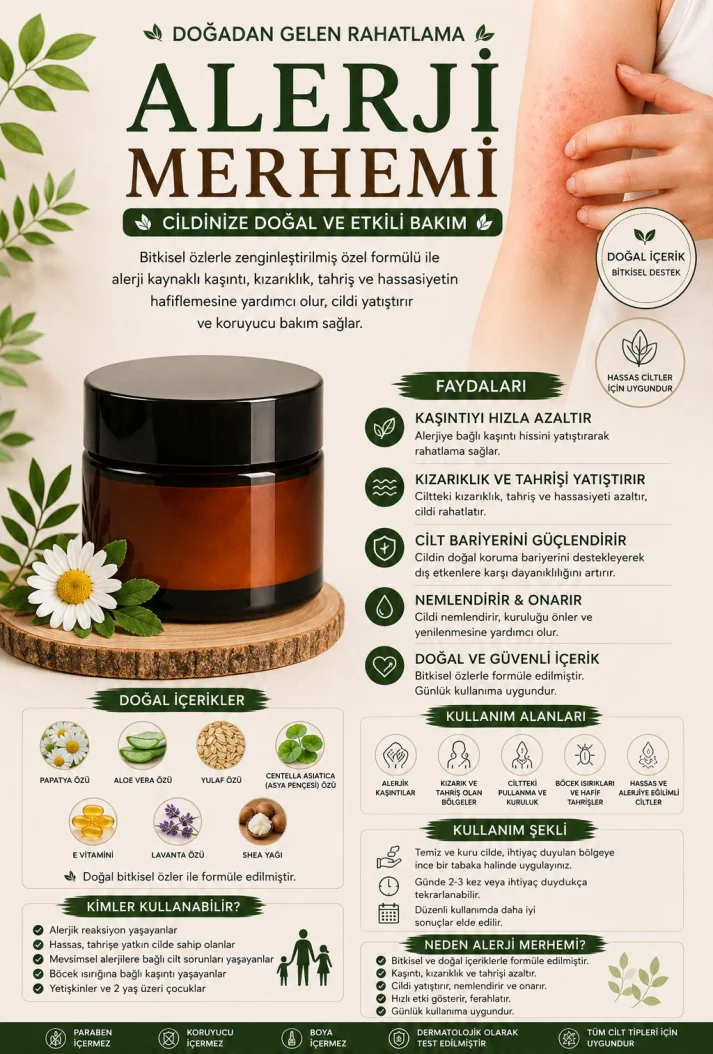 DOĞADAN GELEN RAHATLAMA
ALERJİ
MERHEMİ
CİLDİNİZE DOĞAL VE ETKİLİ BAKIM
Bitkisel özlerle zenginleştirilmiş özel formülü ile
alerji kaynaklı kaşıntı, kızarıklık, tahriş ve hassasiyetin
hafiflemesine yardımcı olur, cildi yatıştırır
ve koruyucu bakım sağlar.
DOĞAL İÇERİK
BİTKİSEL DESTEK
HASSAS CİLTLER
İÇİN UYGUNDUR
FAYDALARI
KAŞINTIYI HIZLA AZALTIR
Alerjiye bağlı kaşıntı hissini yatıştırarak
rahatlama sağlar.
KIZARIKLIK VE TAHRİŞİ YATIŞTIRIR
Ciltteki kızarıklık, tahriş ve hassasiyeti azaltır,
cildi rahatlatır.
CİLT BARİYERİNİ GÜÇLENDİRİR
Cildin doğal koruma bariyerini destekleyerek
dış etkenlere karşı dayanıklılığını artırır.
NEMLENDİRİR & ONARIR
Cildi nemlendirir, kuruluğu önler ve
yenilenmesine yardımcı olur.
DOĞAL VE GÜVENLİ İÇERİK
Bitkisel özlerle formüle edilmiştir.
Günlük kullanıma uygundur.
DOĞAL İÇERİKLER
PAPATYA ÖZÜ
ALOE VERA ÖZÜ
YULAF ÖZÜ
CENTELLA ASIATICA
(ASYA PENÇESİ) ÖZÜ
E VİTAMİNİ
LAVANTA ÖZÜ
SHEA YAĞI
Doğal bitkisel özler ile formüle edilmiştir.
KULLANIM ALANLARI
ALERJİK
KAŞINTILAR
KIZARIK VE
TAHRİŞ OLAN
BÖLGELER
CİLTTEKİ
PULLANMA VE
KURULUK
BÖCEK ISIRIKLARI
VE HAFİF
TAHRİŞLER
HASSAS VE
ALERJİYE EĞİLİMLİ
CİLTLER
KULLANIM ŞEKLİ
Temiz ve kuru cilde, ihtiyaç duyulan bölgeye
ince bir tabaka halinde uygulayınız.
Günde 2-3 kez veya ihtiyaç duydukça
tekrarlanabilir.
Düzenli kullanımda daha iyi
sonuçlar elde edilir.
KİMLER KULLANABİLİR?
Alerjik reaksiyon yaşayanlar
Hassas, tahrişe yatkın cilde sahip olanlar
Mevsimsel alerjilere bağlı cilt sorunları yaşayanlar
Böcek ısırığına bağlı kaşıntı yaşayanlar
Yetişkinler ve 2 yaş üzeri çocuklar
NEDEN ALERJİ MERHEMİ?
Bitkisel ve doğal içeriklerle formüle edilmiştir.
Kaşıntı, kızarıklık ve tahrişi azaltır.
Cildi yatıştırır, nemlendirir ve onarır.
Hızlı etki gösterir, ferahlatır.
Günlük kullanıma uygundur.
PARABEN
İÇERMEZ
KORUYUCU
İÇERMEZ
BOYA
İÇERMEZ
DERMATOLOJİK OLARAK
TEST EDİLMİŞTİR
TÜM CİLT TİPLERİ İÇİN
UYGUNDUR